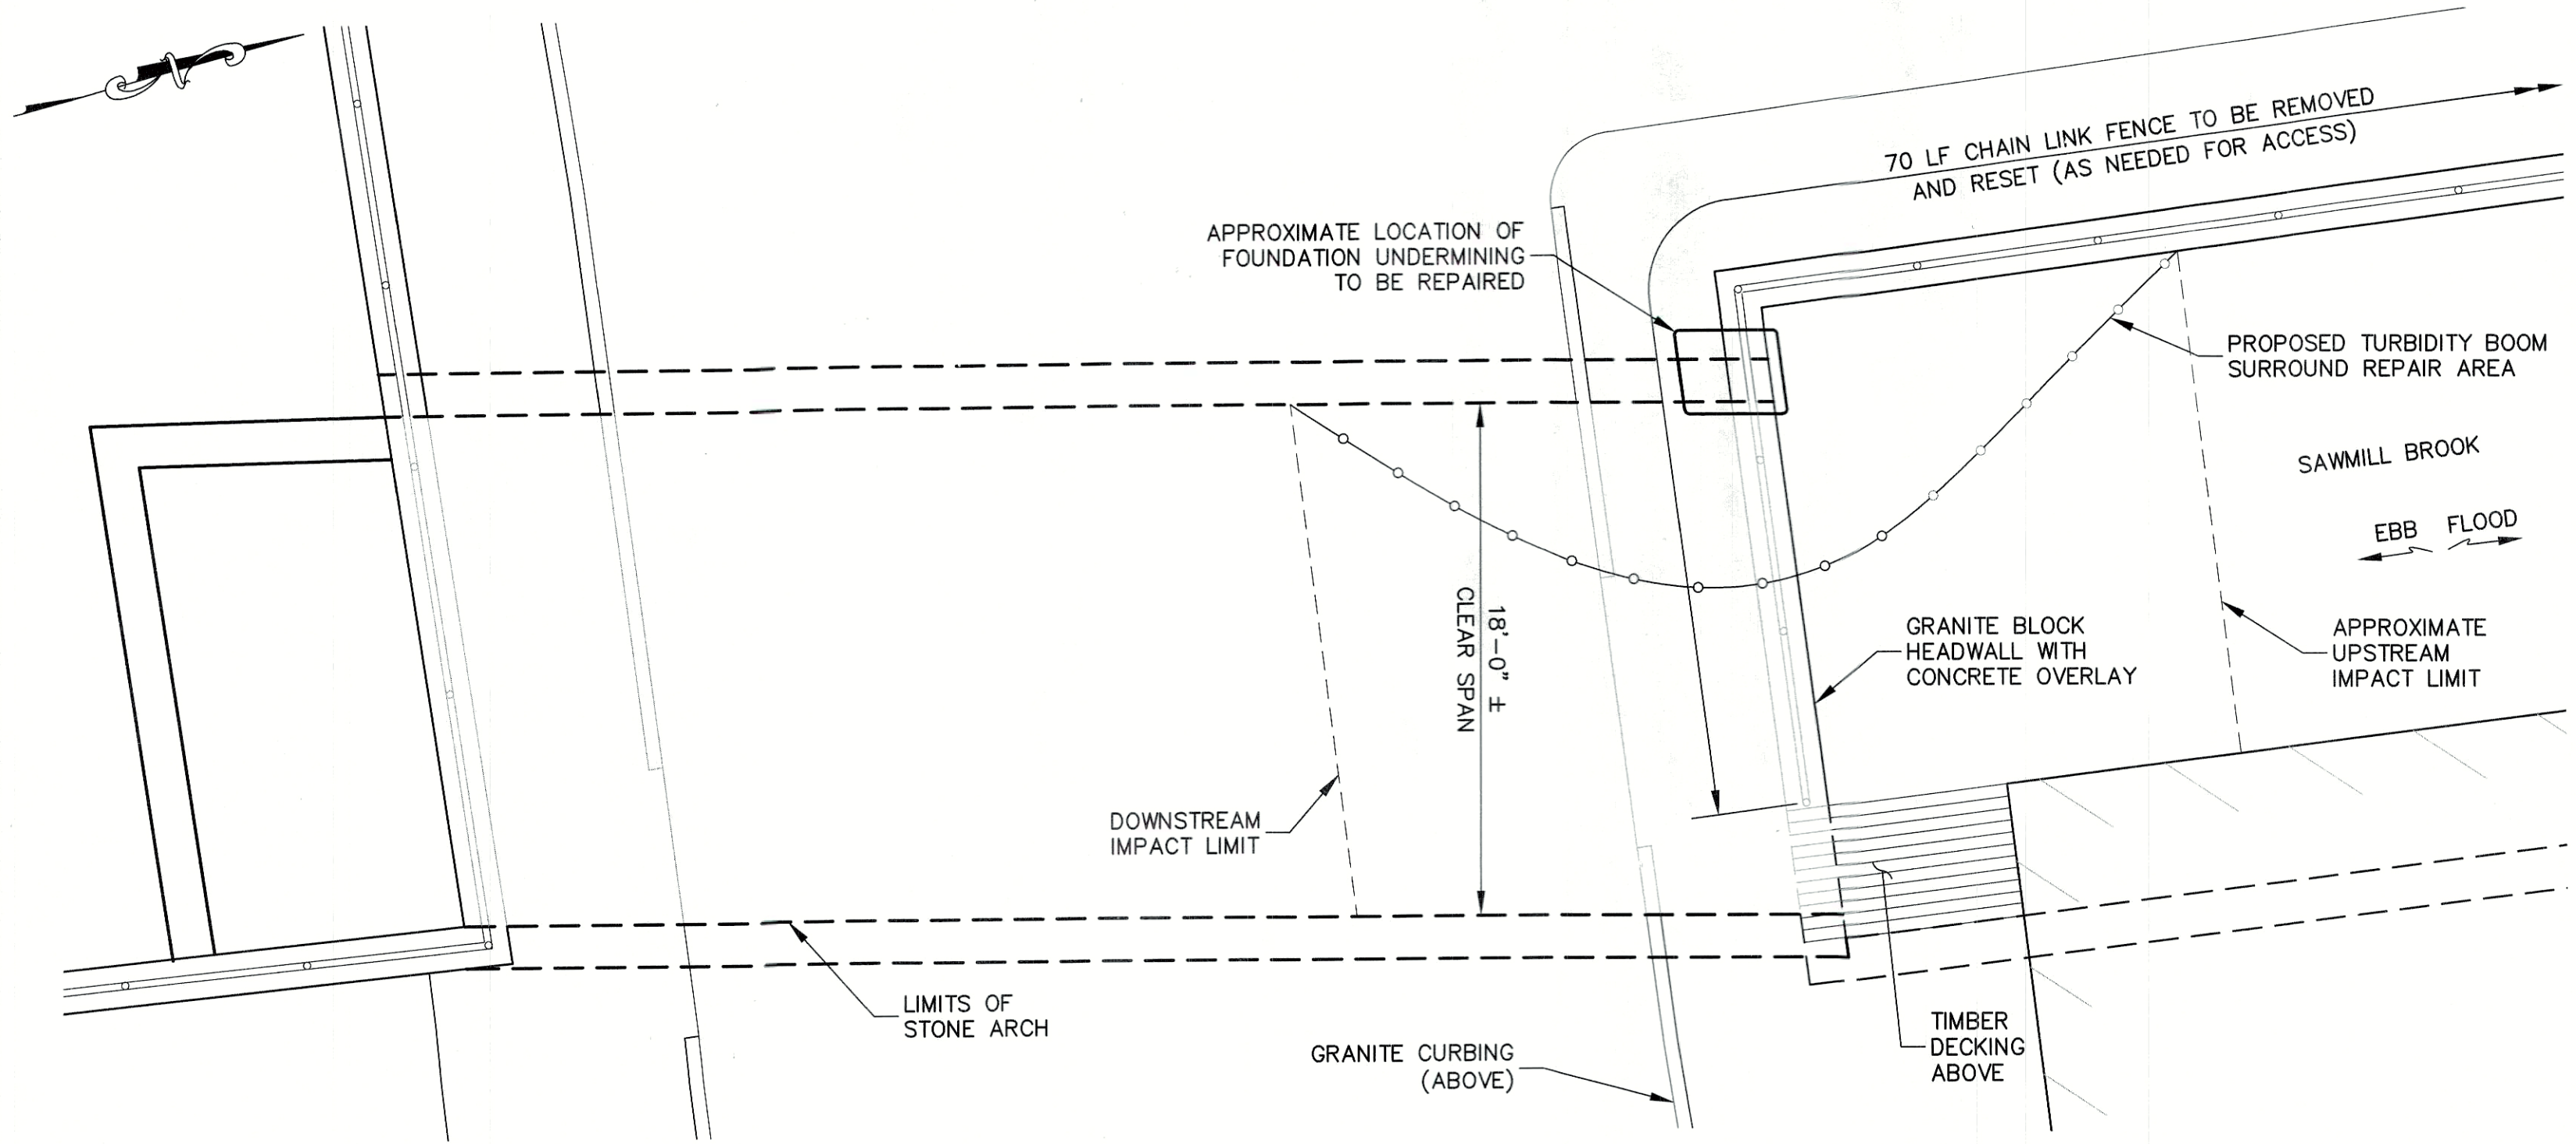 N
70 LF CHAIN LINK FENCE TO BE REMOVED
AND RESET (AS NEEDED FOR ACCESS)
APPROXIMATE LOCATION OF
FOUNDATION UNDERMINING
TO BE REPAIRED
PROPOSED TURBIDITY BOOM
SURROUND REPAIR AREA
SAWMILL BROOK
EBB FLOOD
18'-0" ±
CLEAR SPAN
GRANITE BLOCK
HEADWALL WITH
CONCRETE OVERLAY
APPROXIMATE
UPSTREAM
IMPACT LIMIT
DOWNSTREAM
IMPACT LIMIT
LIMITS OF
STONE ARCH
GRANITE CURBING
(ABOVE)
TIMBER
DECKING
ABOVE